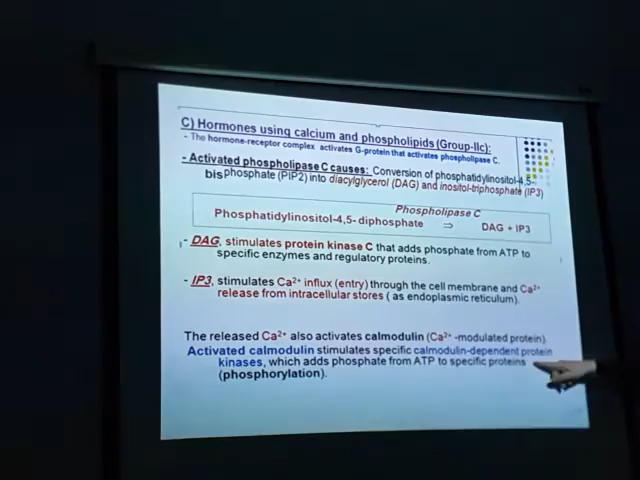 C) Hormones using calcium and phospholipids (Group-IIc):
- The hormone-receptor complex activates G-protein that activates phospholipase C.
- Activated phospholipase C causes: Conversion of phosphatidylinositol-4,5-
bisphosphate (PIP2) into diacylglycerol (DAG) and inositol-triphosphate (IP3)
Phospholipase C
Phosphatidylinositol-4,5- diphosphate ⇒ DAG + IP3
- DAG, stimulates protein kinase C that adds phosphate from ATP to
specific enzymes and regulatory proteins.
- IP3, stimulates Ca²⁺ influx (entry) through the cell membrane and Ca²⁺
release from intracellular stores ( as endoplasmic reticulum).
The released Ca²⁺ also activates calmodulin (Ca²⁺ -modulated protein).
Activated calmodulin stimulates specific calmodulin-dependent protein
kinases, which adds phosphate from ATP to specific proteins
(phosphorylation).